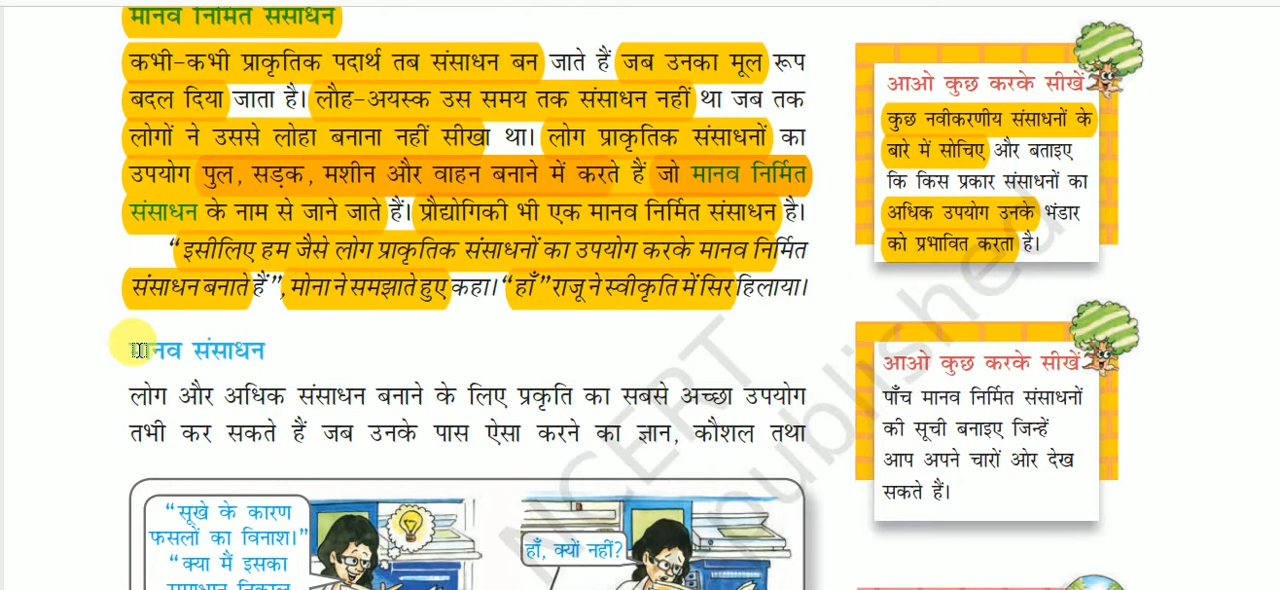 मानव निर्मित संसाधन
कभी-कभी प्राकृतिक पदार्थ तब संसाधन बन जाते हैं जब उनका मूल रूप
बदल दिया जाता है। लौह-अयस्क उस समय तक संसाधन नहीं था जब तक
लोगों ने उससे लोहा बनाना नहीं सीखा था। लोग प्राकृतिक संसाधनों का
उपयोग पुल, सड़क, मशीन और वाहन बनाने में करते हैं जो मानव निर्मित
संसाधन के नाम से जाने जाते हैं। प्रौद्योगिकी भी एक मानव निर्मित संसाधन है।
“इसीलिए हम जैसे लोग प्राकृतिक संसाधनों का उपयोग करके मानव निर्मित
संसाधन बनाते हैं”, मोना ने समझाते हुए कहा। “हाँ” राजू ने स्वीकृति में सिर हिलाया।
मानव संसाधन
लोग और अधिक संसाधन बनाने के लिए प्रकृति का सबसे अच्छा उपयोग
तभी कर सकते हैं जब उनके पास ऐसा करने का ज्ञान, कौशल तथा
“सूखे के कारण
फसलों का विनाश।”
“क्या मैं इसका
हाँ, क्यों नहीं?
आओ कुछ करके सीखें
कुछ नवीकरणीय संसाधनों के
बारे में सोचिए और बताइए
कि किस प्रकार संसाधनों का
अधिक उपयोग उनके भंडार
को प्रभावित करता है।
आओ कुछ करके सीखें
पाँच मानव निर्मित संसाधनों
की सूची बनाइए जिन्हें
आप अपने चारों ओर देख
सकते हैं।
NCERT
published